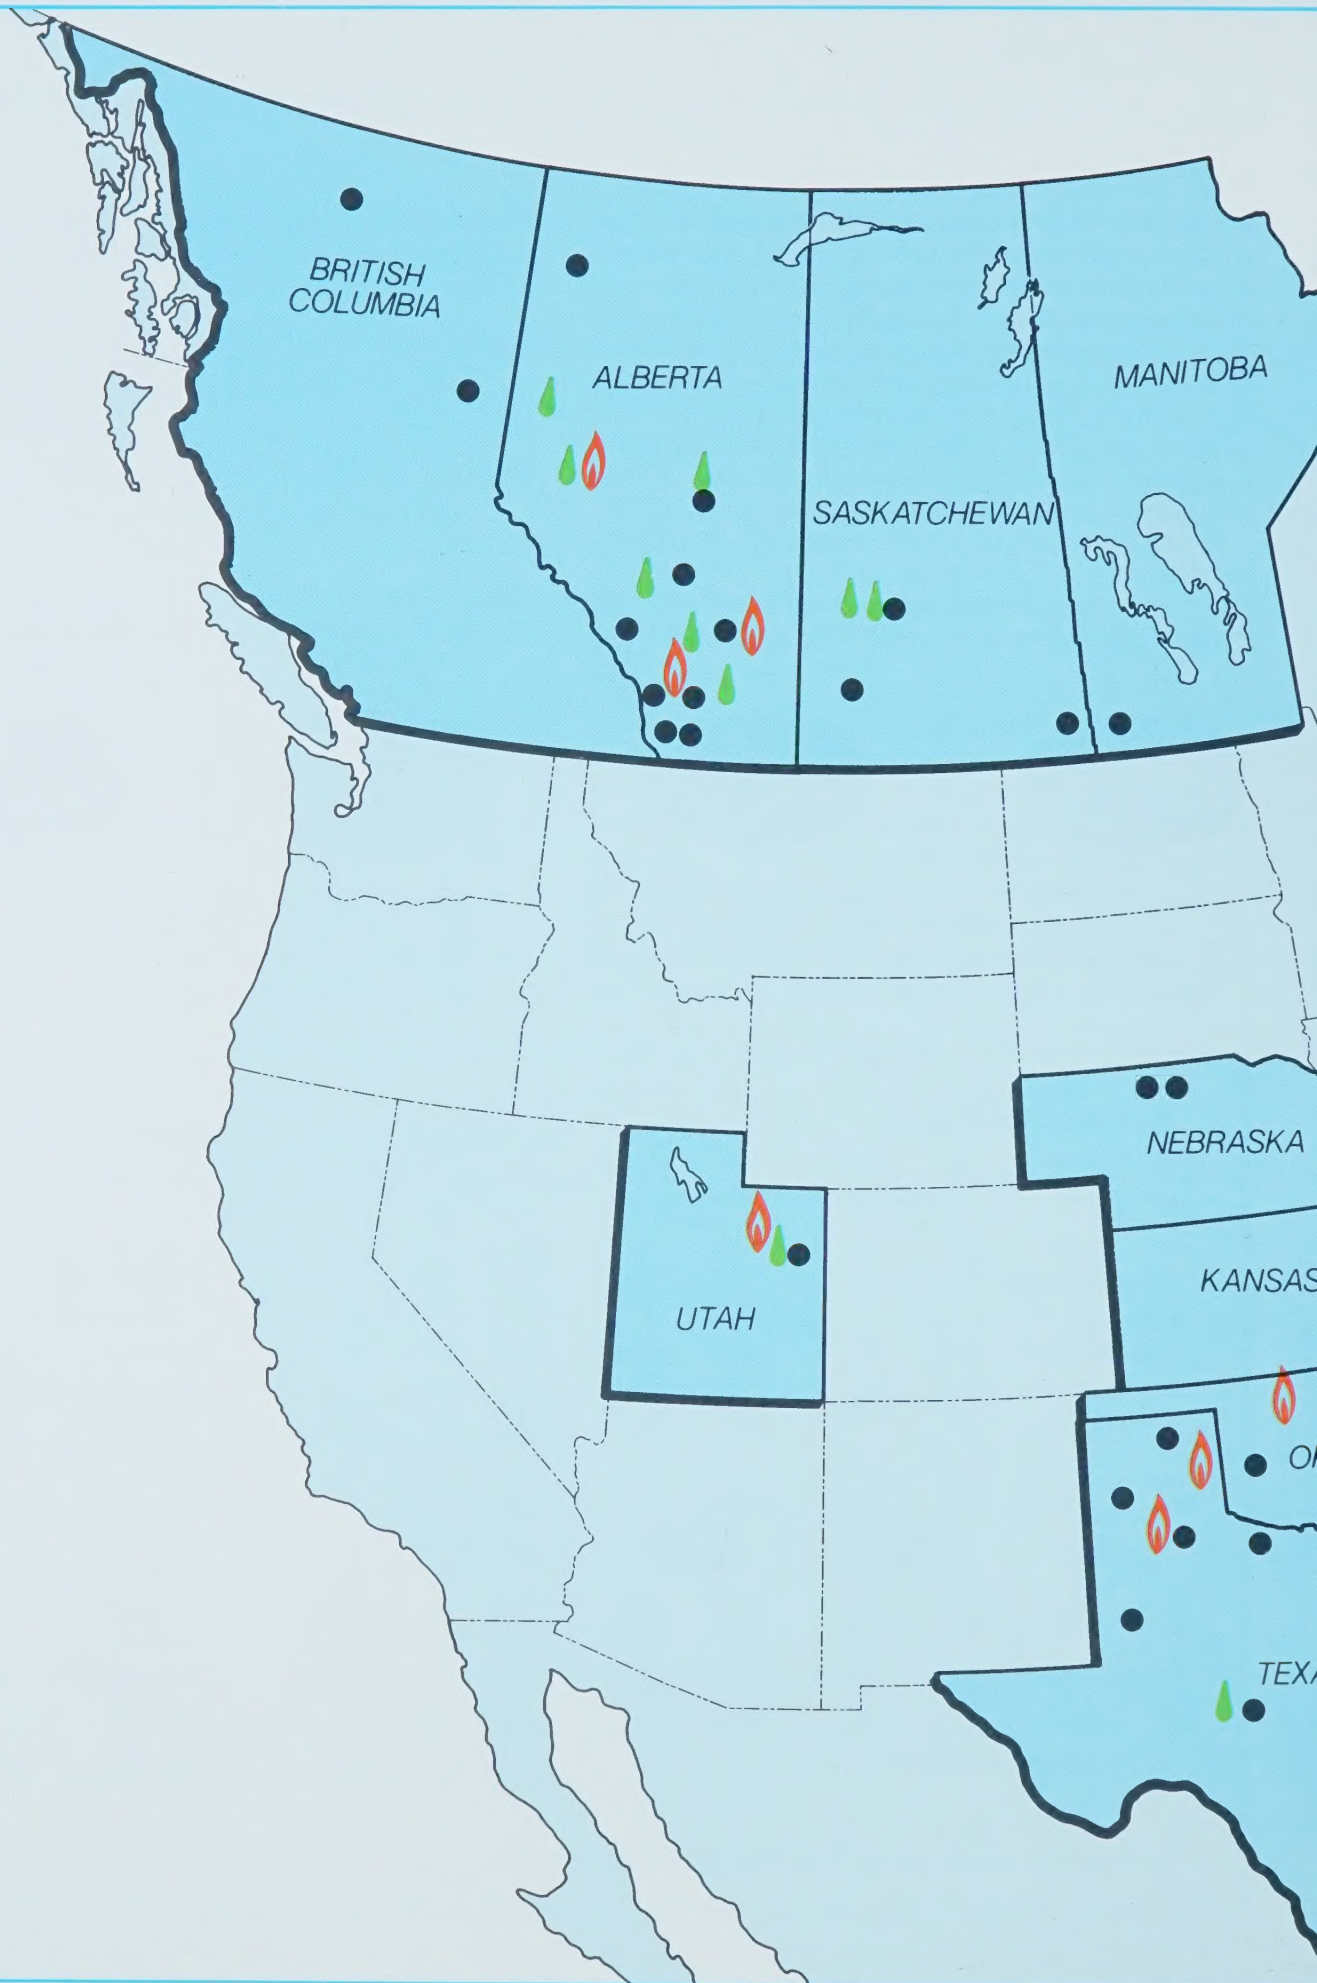 BRITISH
COLUMBIA
ALBERTA
MANITOBA
SASKATCHEWAN
NEBRASKA
KANSAS
UTAH